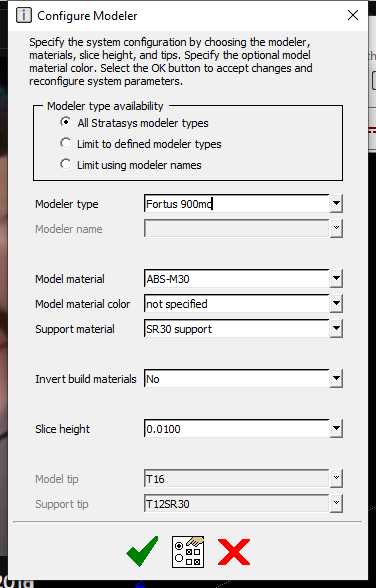 Configure Modeler
Specify the system configuration by choosing the modeler,
materials, slice height, and tips. Specify the optional model
material color. Select the OK button to accept changes and
reconfigure system parameters.
Modeler type availability
All Stratasys modeler types
Limit to defined modeler types
Limit using modeler names
Modeler type Fortus 900mc
Modeler name
Model material ABS-M30
Model material color not specified
Support material SR30 support
Invert build materials No
Slice height 0.0100
Model tip T16
Support tip T12SR30